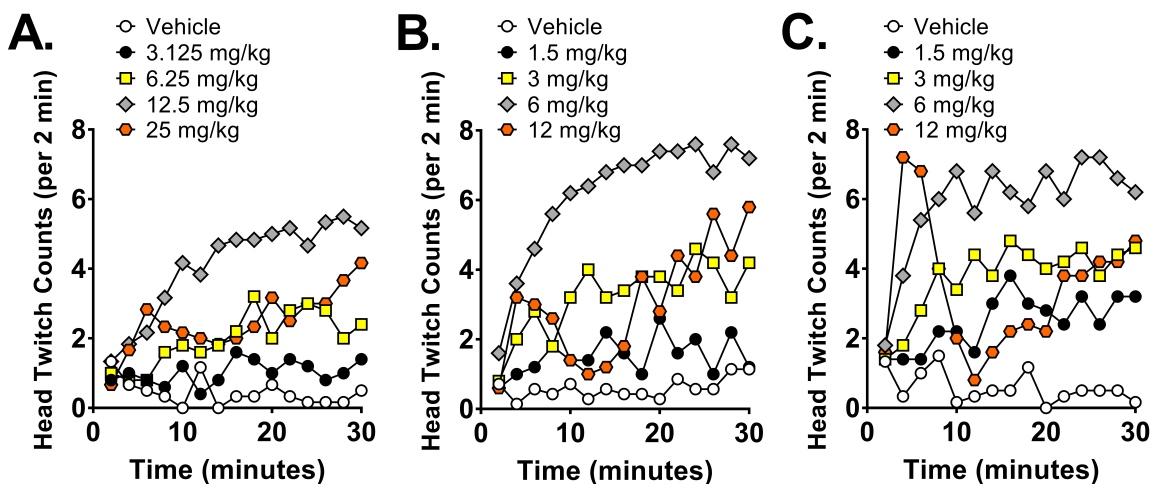 A.
Vehicle
3.125 mg/kg
6.25 mg/kg
12.5 mg/kg
25 mg/kg
Head Twitch Counts (per 2 min)
8
6
4
2
0
0 10 20 30
Time (minutes)
B.
Vehicle
1.5 mg/kg
3 mg/kg
6 mg/kg
12 mg/kg
Head Twitch Counts (per 2 min)
8
6
4
2
0
0 10 20 30
Time (minutes)
C.
Vehicle
1.5 mg/kg
3 mg/kg
6 mg/kg
12 mg/kg
Head Twitch Counts (per 2 min)
8
6
4
2
0
0 10 20 30
Time (minutes)